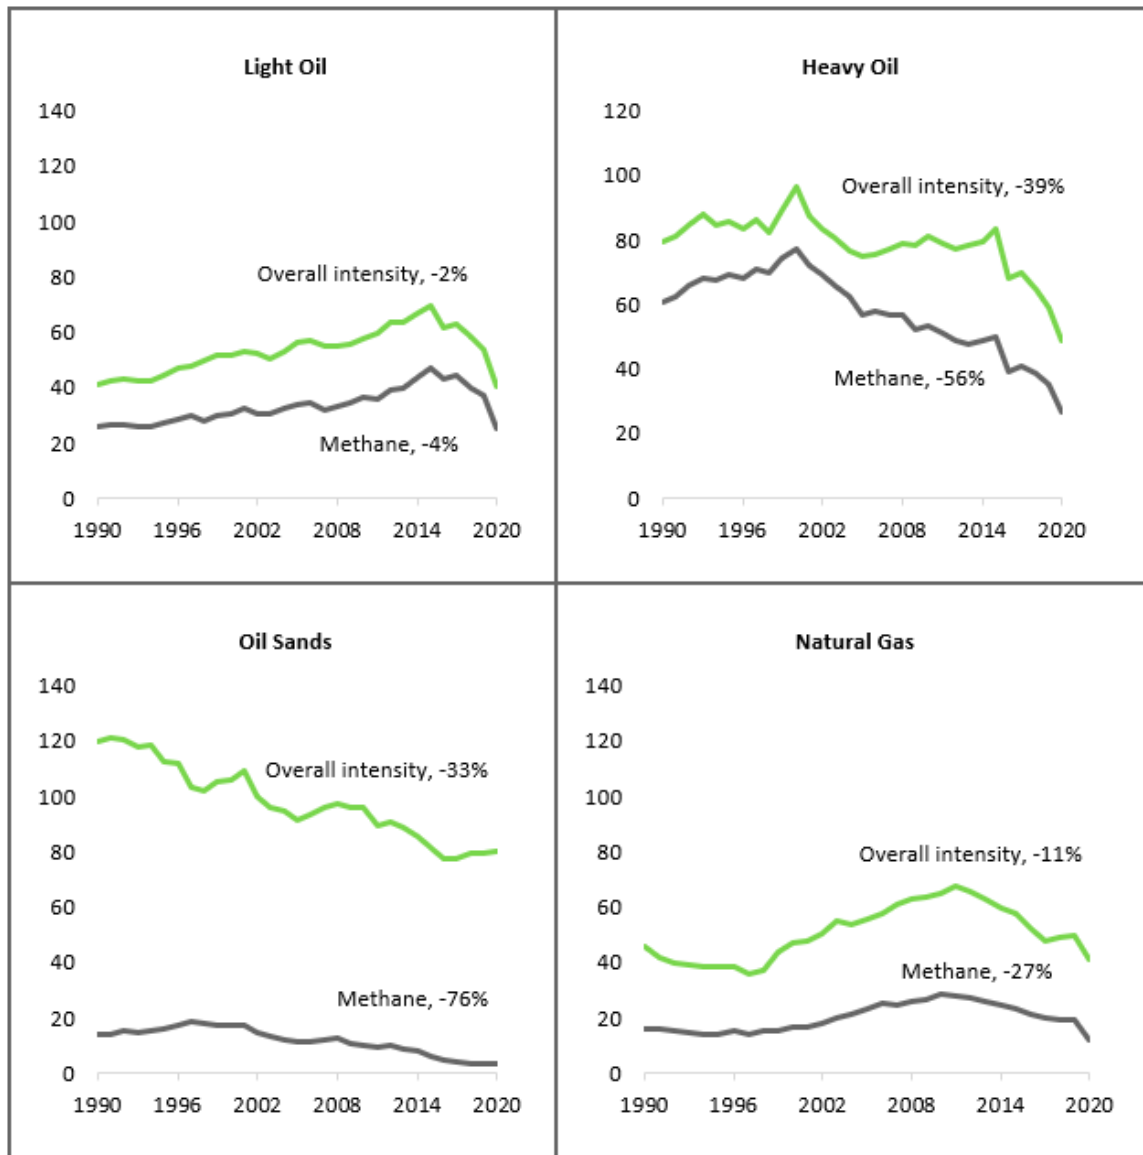 Light Oil
140
120
100
80
60
40
20
0
Overall intensity, -2%
Methane, -4%
1990 1996 2002 2008 2014 2020
Heavy Oil
120
100
80
60
40
20
0
Overall intensity, -39%
Methane, -56%
1990 1996 2002 2008 2014 2020
Oil Sands
140
120
100
80
60
40
20
0
Overall intensity, -33%
Methane, -76%
1990 1996 2002 2008 2014 2020
Natural Gas
140
120
100
80
60
40
20
0
Overall intensity, -11%
Methane, -27%
1990 1996 2002 2008 2014 2020